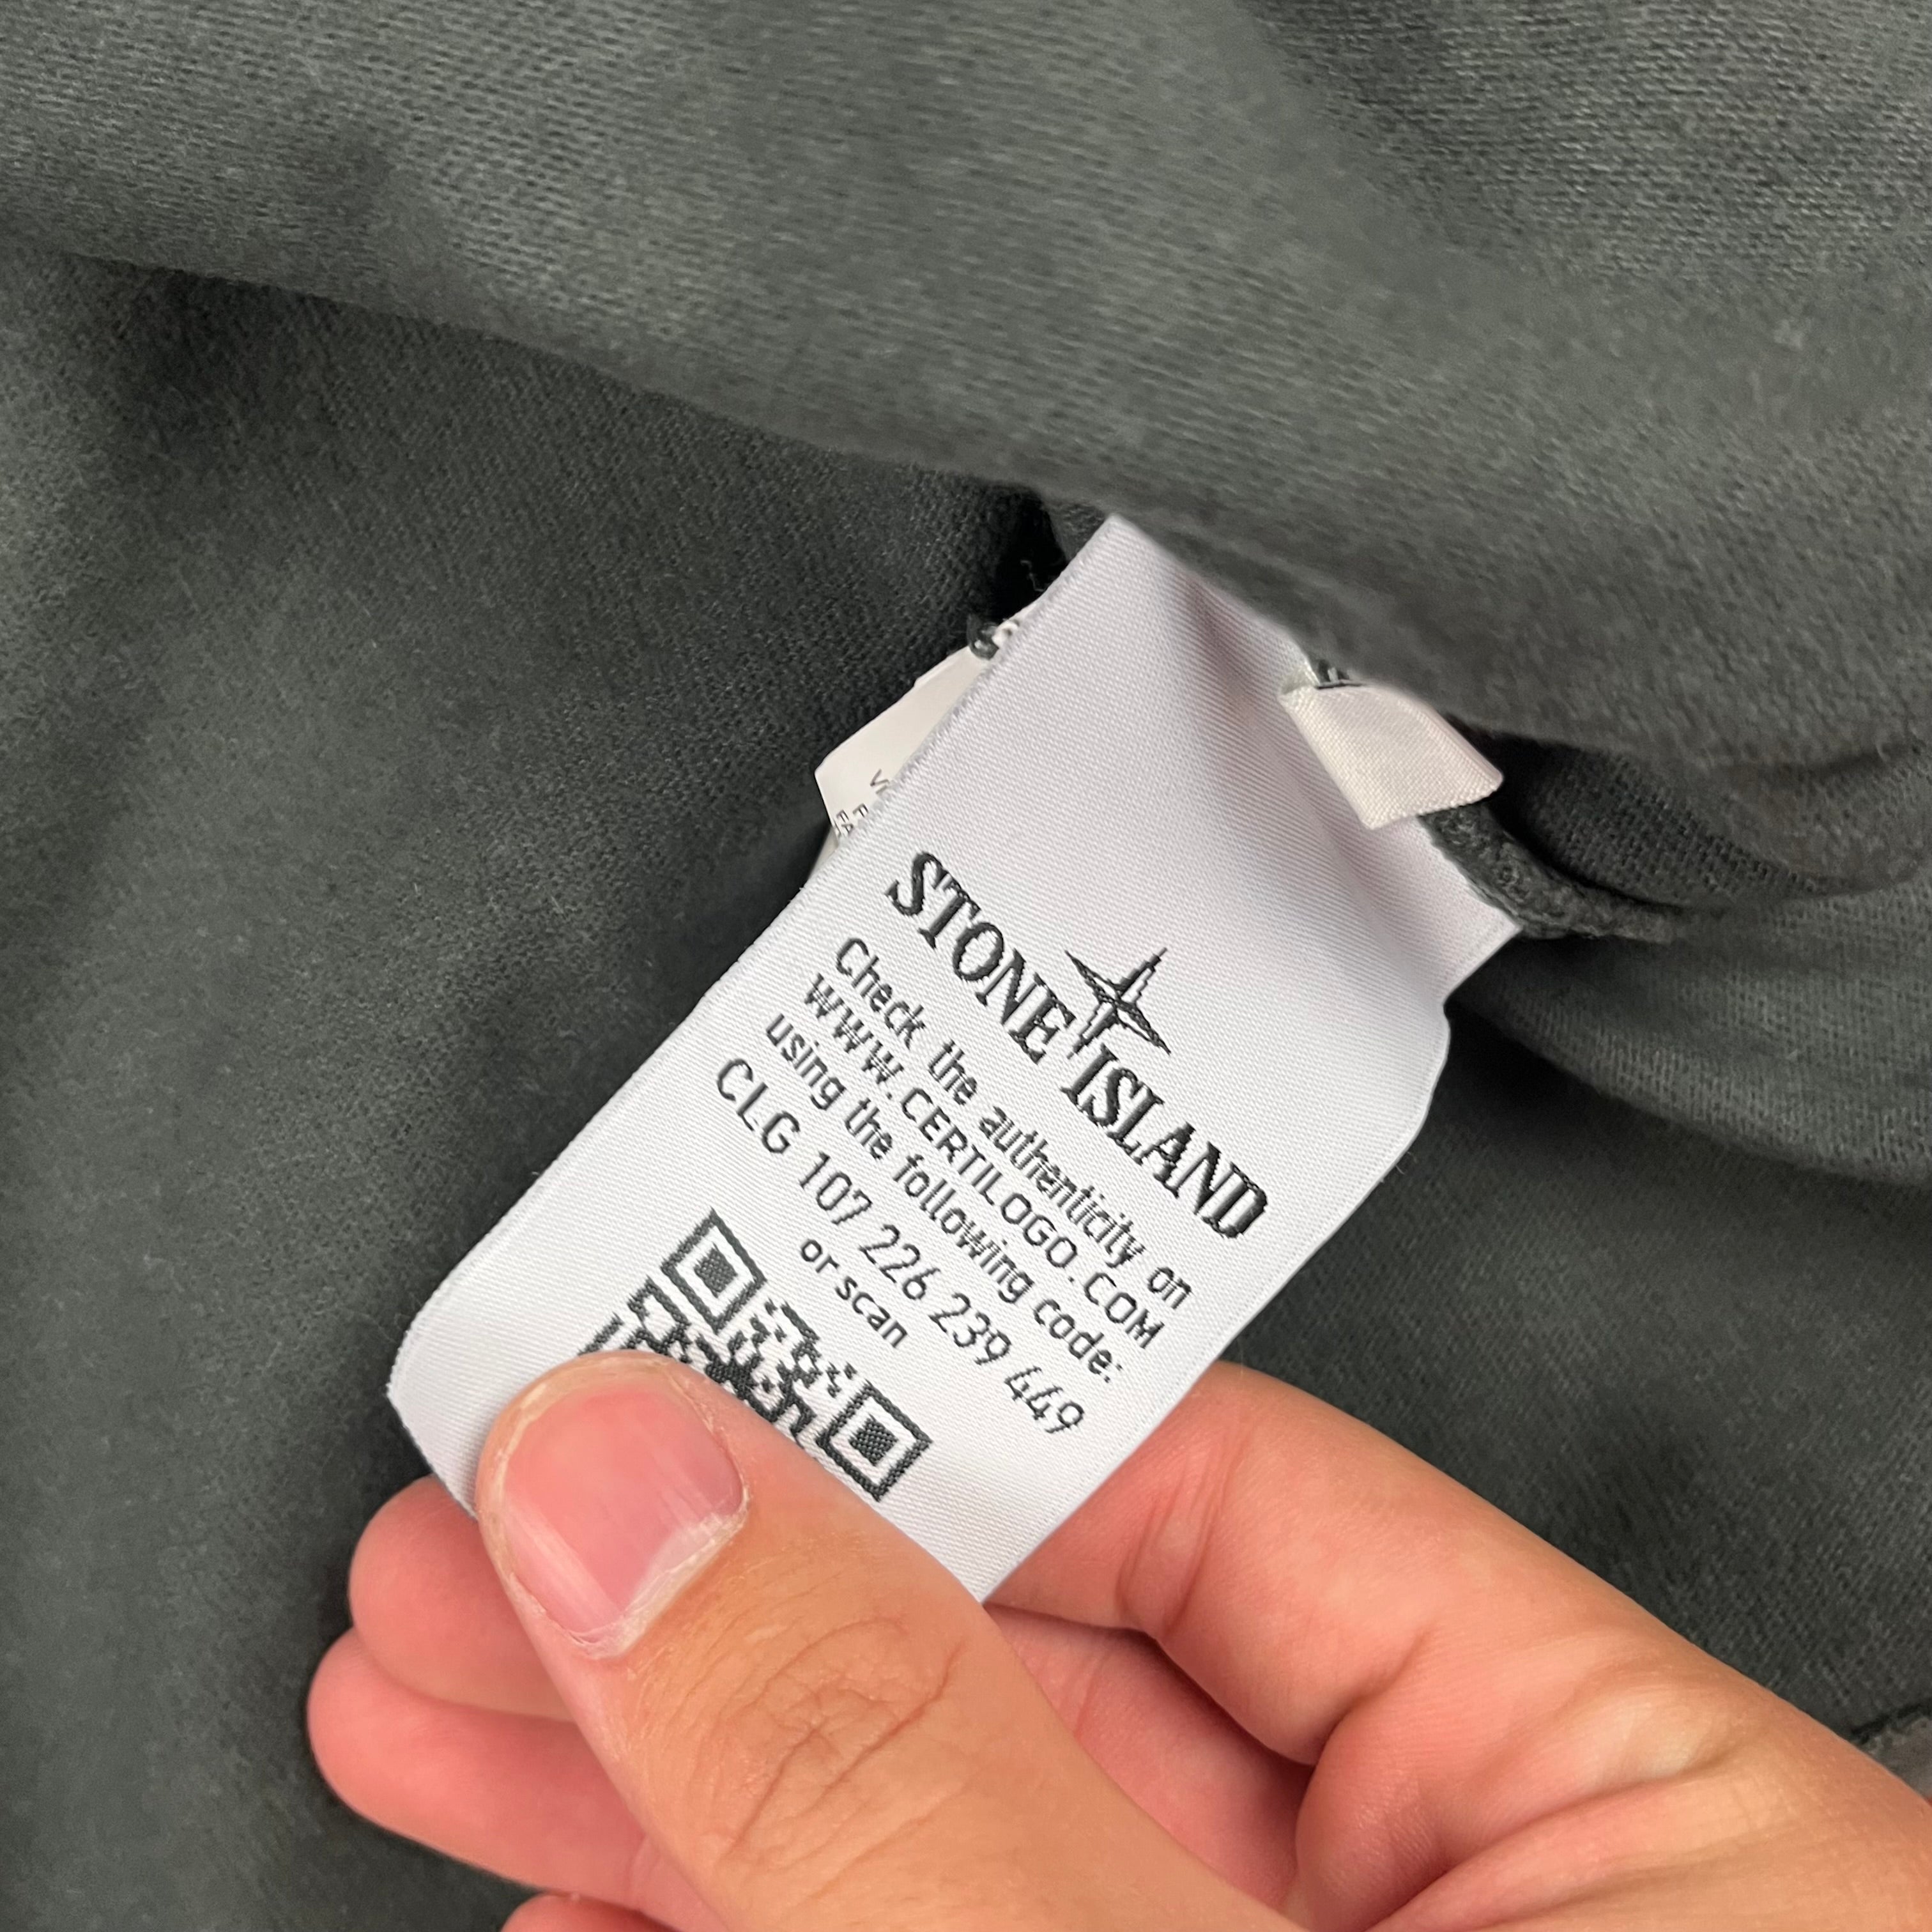 STONE ISLAND
Check the authenticity on
WWW.CERTILOGO.COM
using the following code:
CLG 107 226 239 449
or scan